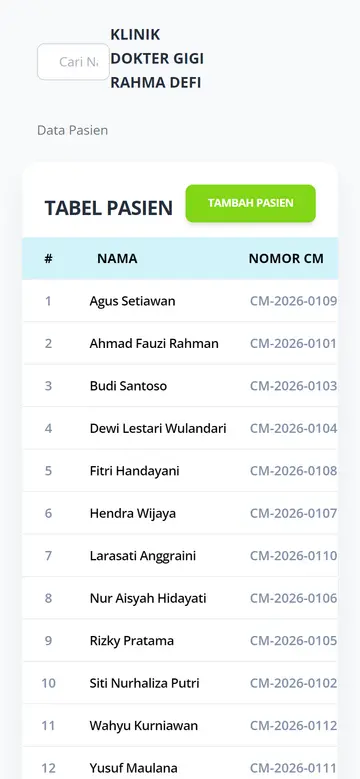 KLINIK
DOKTER GIGI
RAHMA DEFI
Cari Na
Data Pasien
TABEL PASIEN
TAMBAH PASIEN
# NAMA NOMOR CM
1 Agus Setiawan CM-2026-0109
2 Ahmad Fauzi Rahman CM-2026-0101
3 Budi Santoso CM-2026-0103
4 Dewi Lestari Wulandari CM-2026-0104
5 Fitri Handayani CM-2026-0108
6 Hendra Wijaya CM-2026-0107
7 Larasati Anggraini CM-2026-0110
8 Nur Aisyah Hidayati CM-2026-0106
9 Rizky Pratama CM-2026-0105
10 Siti Nurhaliza Putri CM-2026-0102
11 Wahyu Kurniawan CM-2026-0112
12 Yusuf Maulana CM-2026-0111